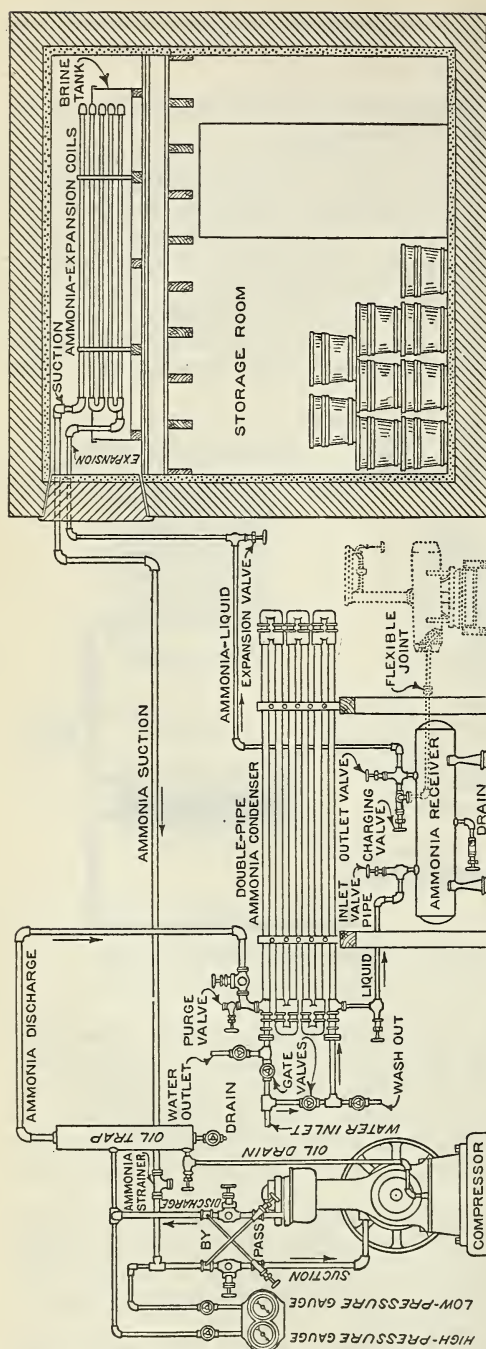 BRINE
TANK
AMMONIA-EXPANSION COILS
SUCTION
EXPANSION
STORAGE ROOM
AMMONIA SUCTION
AMMONIA-LIQUID
EXPANSION VALVE
FLEXIBLE
JOINT
DOUBLE-PIPE
AMMONIA CONDENSER
OUTLET VALVE
CHARGING
VALVE
INLET
VALVE
PIPE
LIQUID
AMMONIA RECEIVER
DRAIN
AMMONIA DISCHARGE
PURGE
VALVE
WATER
OUTLET
GATE
VALVES
WASH OUT
WATER INLET
DRAIN
OIL TRAP
OIL DRAIN
AMMONIA
STRAINER
DISCHARGE
BY
PASS
SUCTION
COMPRESSOR
LOW-PRESSURE GAUGE
HIGH-PRESSURE GAUGE